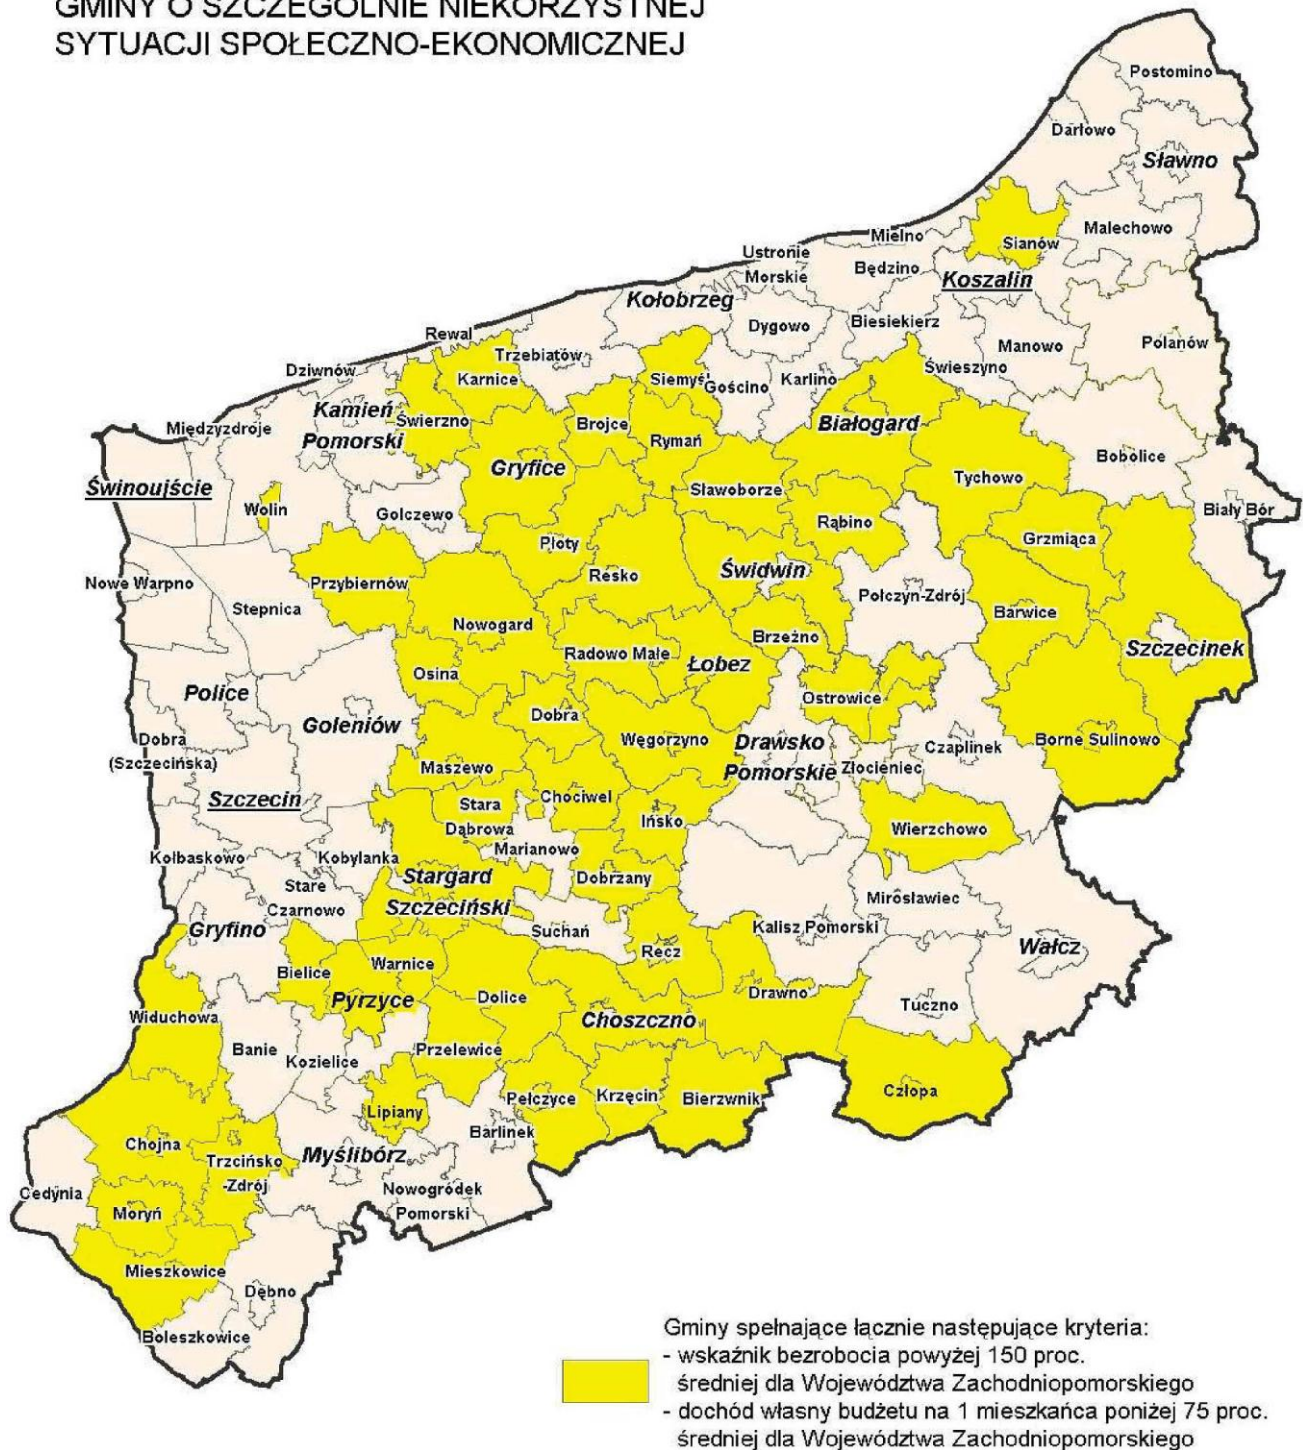 GMINY O SZCZEGÓLNIE NIEKORZYSTNEJ
SYTUACJI SPOŁECZNO-EKONOMICZNEJ
Postomino
Darłowo
Sławno
Malechowo
Sianów
Mielno
Ustronie
Morskie
Będzino
Koszalin
Kołobrzeg
Dygowo
Biesiekierz
Manowo
Polanów
Rewal
Trzebiatów
Świeszyno
Dziwnów
Karnice
Siemyśl
Gościno
Karlino
Kamień
Pomorski
Świerzno
Brojce
Rymań
Białogard
Międzyzdroje
Bobolice
Gryfice
Tychowo
Świnoujście
Sławoborze
Wolin
Golczewo
Rąbino
Biały Bór
Grzmiąca
Płoty
Nowe Warpno
Przybiernów
Resko
Świdwin
Połczyn-Zdrój
Stepnica
Barwice
Nowogard
Brzeżno
Szczecinek
Radowo Małe
Łobez
Osina
Police
Ostrowice
Goleniów
Dobra
Dobra
(Szczecińska)
Węgorzyno
Drawsko
Pomorskie
Czaplinek
Borne Sulinowo
Maszewo
Złocieniec
Szczecin
Stara
Dąbrowa
Chociwel
Ińsko
Wierzchowo
Marianowo
Kołbaskowo
Kobylanka
Stargard
Szczeciński
Dobrzany
Stare
Czarnowo
Mirosławiec
Gryfino
Suchań
Kalisz Pomorski
Wałcz
Recz
Bielice
Warnice
Pyrzyce
Dolice
Drawno
Tuczno
Widuchowa
Choszczno
Banie
Kozielice
Przelewice
Człopa
Pełczyce
Krzęcin
Bierzwnik
Lipiany
Barlinek
Chojna
Trzcińsko
-Zdrój
Myślibórz
Cedynia
Nowogródek
Pomorski
Moryń
Mieszkowice
Dębno
Boleszkowice
Gminy spełnające łącznie następujące kryteria:
- wskaźnik bezrobocia powyżej 150 proc.
średniej dla Województwa Zachodniopomorskiego
- dochód własny budżetu na 1 mieszkańca poniżej 75 proc.
średniej dla Województwa Zachodniopomorskiego